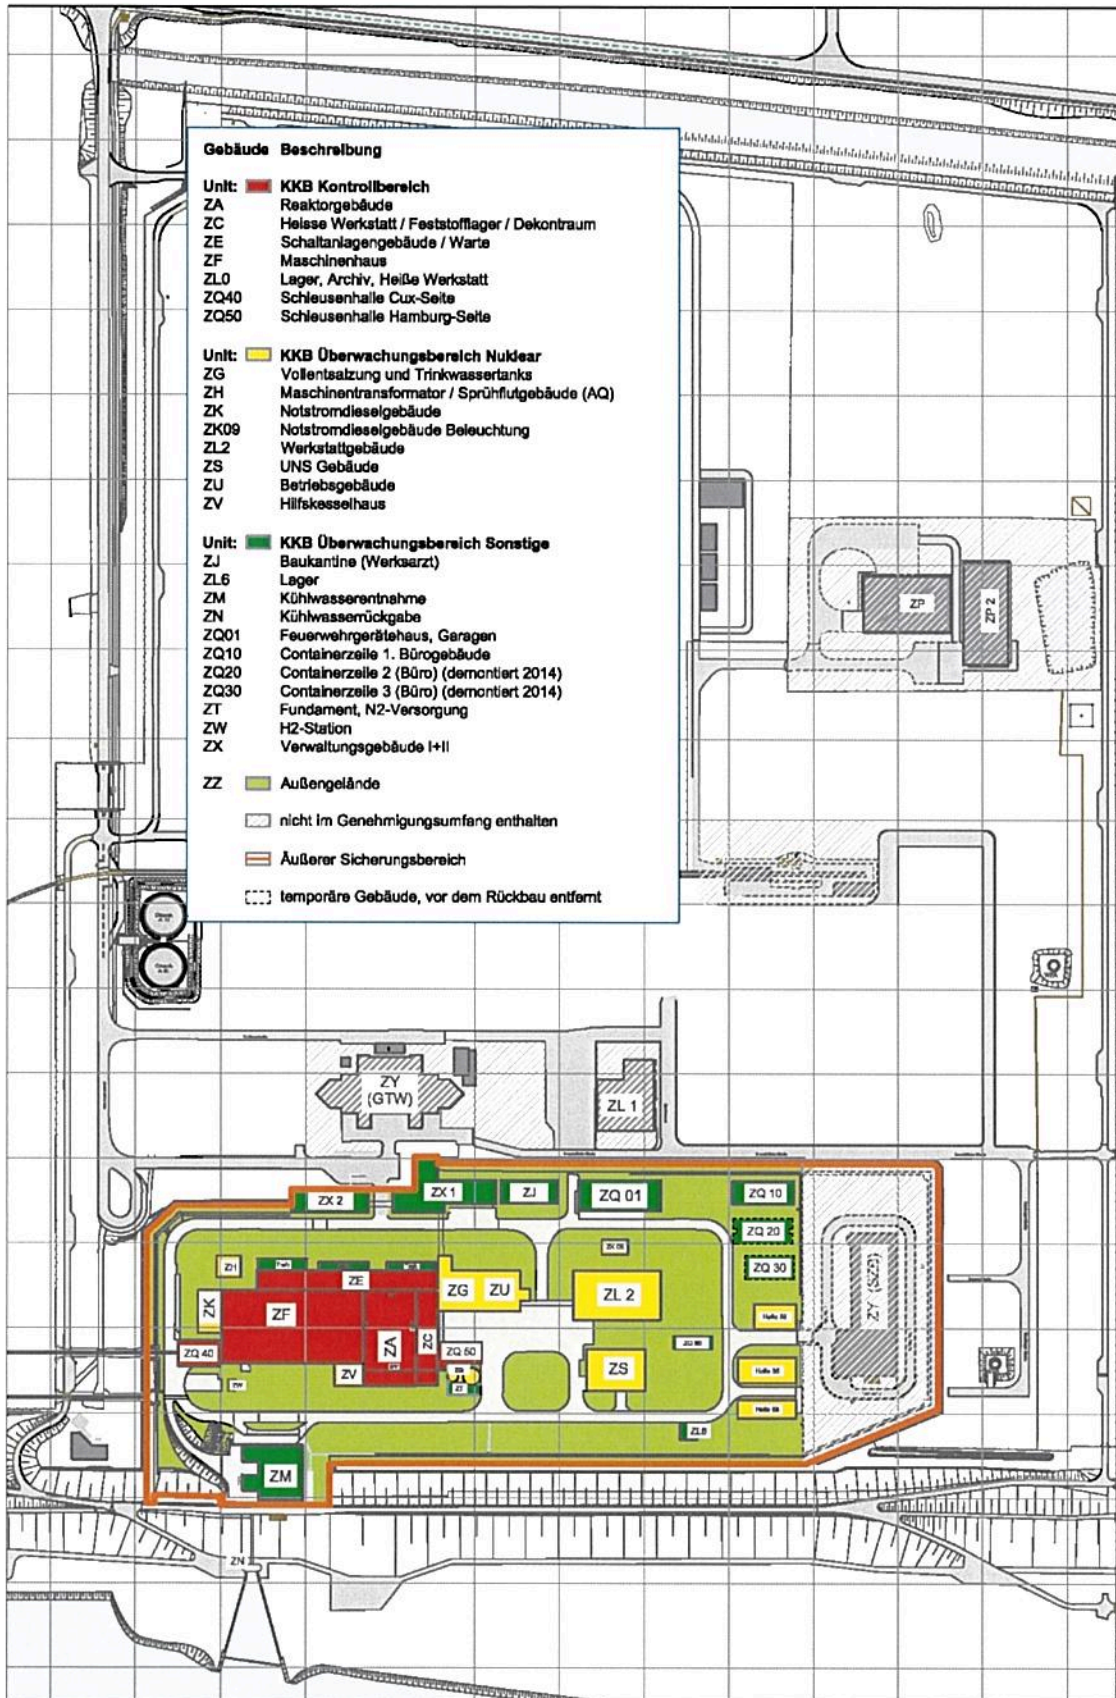 Gebäude Beschreibung
Unit: KKB Kontrollbereich
ZA Reaktorgebäude
ZC Heisse Werkstatt / Feststofflager / Dekontraum
ZE Schaltanlagengebäude / Warte
ZF Maschinenhaus
ZL0 Lager, Archiv, Heiße Werkstatt
ZQ40 Schleusenhalle Cux-Seite
ZQ50 Schleusenhalle Hamburg-Seite
Unit: KKB Überwachungsbereich Nuklear
ZG Vollentsalzung und Trinkwassertanks
ZH Maschinentransformator / Sprühflutgebäude (AQ)
ZK Notstromdieselgebäude
ZK09 Notstromdieselgebäude Beleuchtung
ZL2 Werkstattgebäude
ZS UNS Gebäude
ZU Betriebsgebäude
ZV Hilfskesselhaus
Unit: KKB Überwachungsbereich Sonstige
ZJ Baukantine (Werksarzt)
ZL6 Lager
ZM Kühlwasserentnahme
ZN Kühlwasserrückgabe
ZQ01 Feuerwehrgerätehaus, Garagen
ZQ10 Containerzeile 1. Bürogebäude
ZQ20 Containerzeile 2 (Büro) (demontiert 2014)
ZQ30 Containerzeile 3 (Büro) (demontiert 2014)
ZT Fundament, N2-Versorgung
ZW H2-Station
ZX Verwaltungsgebäude I+II
ZZ Außengelände
nicht im Genehmigungsumfang enthalten
Äußerer Sicherungsbereich
temporäre Gebäude, vor dem Rückbau entfernt
ZP
ZP 2
ZY
(GTW)
ZL 1
ZX 2
ZX 1
ZJ
ZQ 01
ZQ 10
ZQ 20
ZQ 30
ZH
ZE
ZK
ZF
ZG
ZU
ZL 2
ZY (SZB)
ZA
ZC
ZQ 40
ZQ 50
ZV
ZS
ZM
ZN